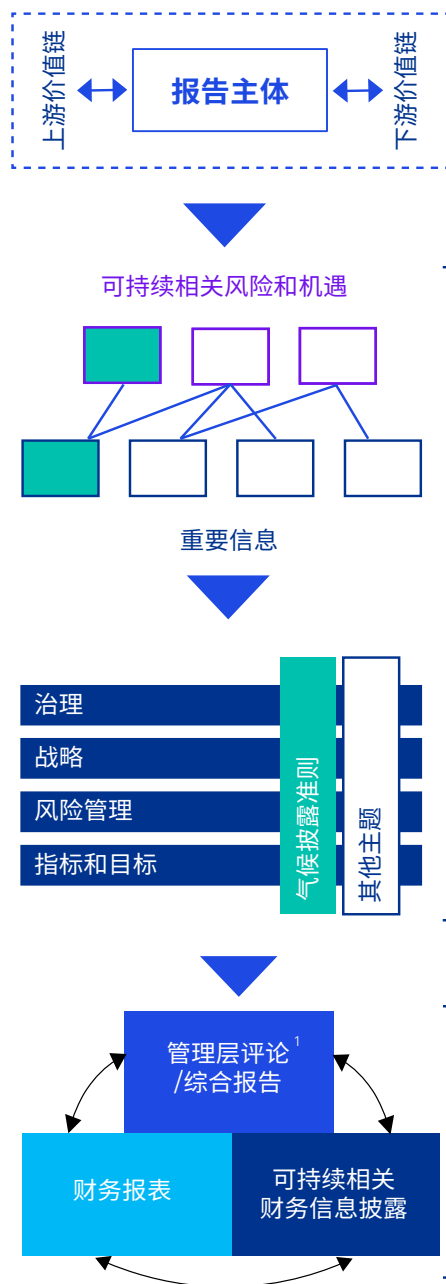 上游价值链
报告主体
下游价值链
可持续相关风险和机遇
重要信息
治理
战略
风险管理
指标和目标
气候披露准则
其他主题
管理层评论1
/综合报告
财务报表
可持续相关
财务信息披露